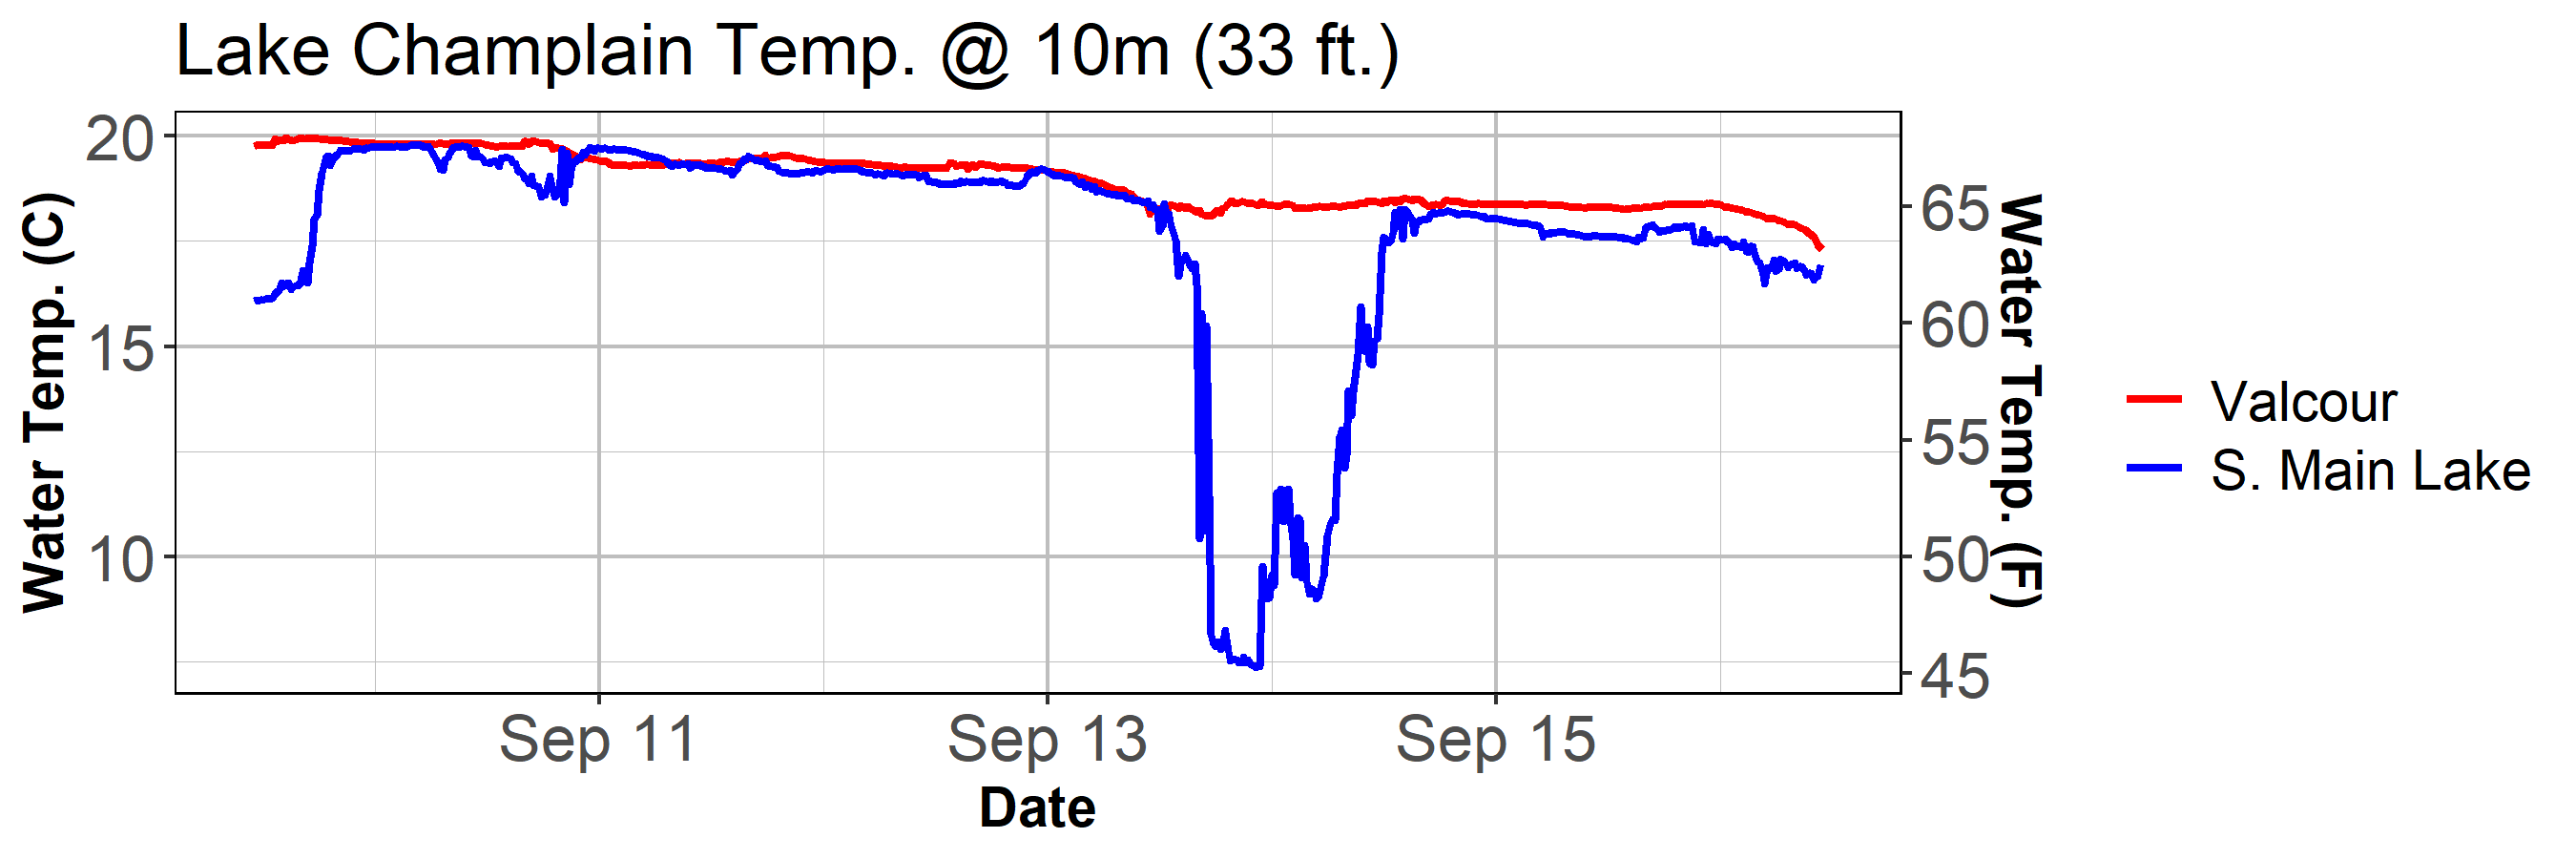 Lake Champlain Temp. @ 10m (33 ft.)
Water Temp. (C)
20
15
10
Water Temp. (F)
65
60
55
50
45
Sep 11
Sep 13
Sep 15
Date
Valcour
S. Main Lake